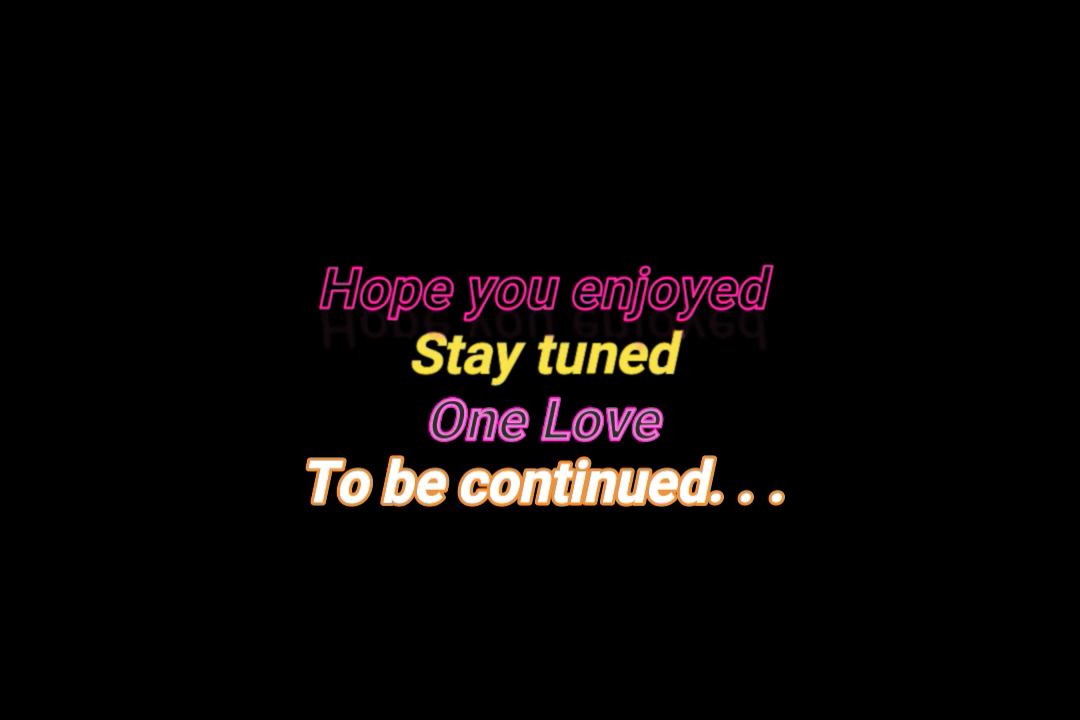 Hope you enjoyed
Stay tuned
One Love
To be continued. . .